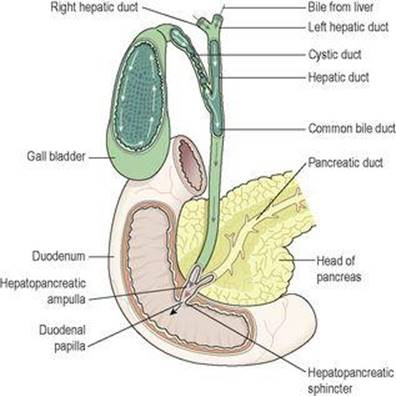 Right hepatic duct
Bile from liver
Left hepatic duct
Cystic duct
Hepatic duct
Common bile duct
Gall bladder
Pancreatic duct
Duodenum
Head of
pancreas
Hepatopancreatic
ampulla
Duodenal
papilla
Hepatopancreatic
sphincter